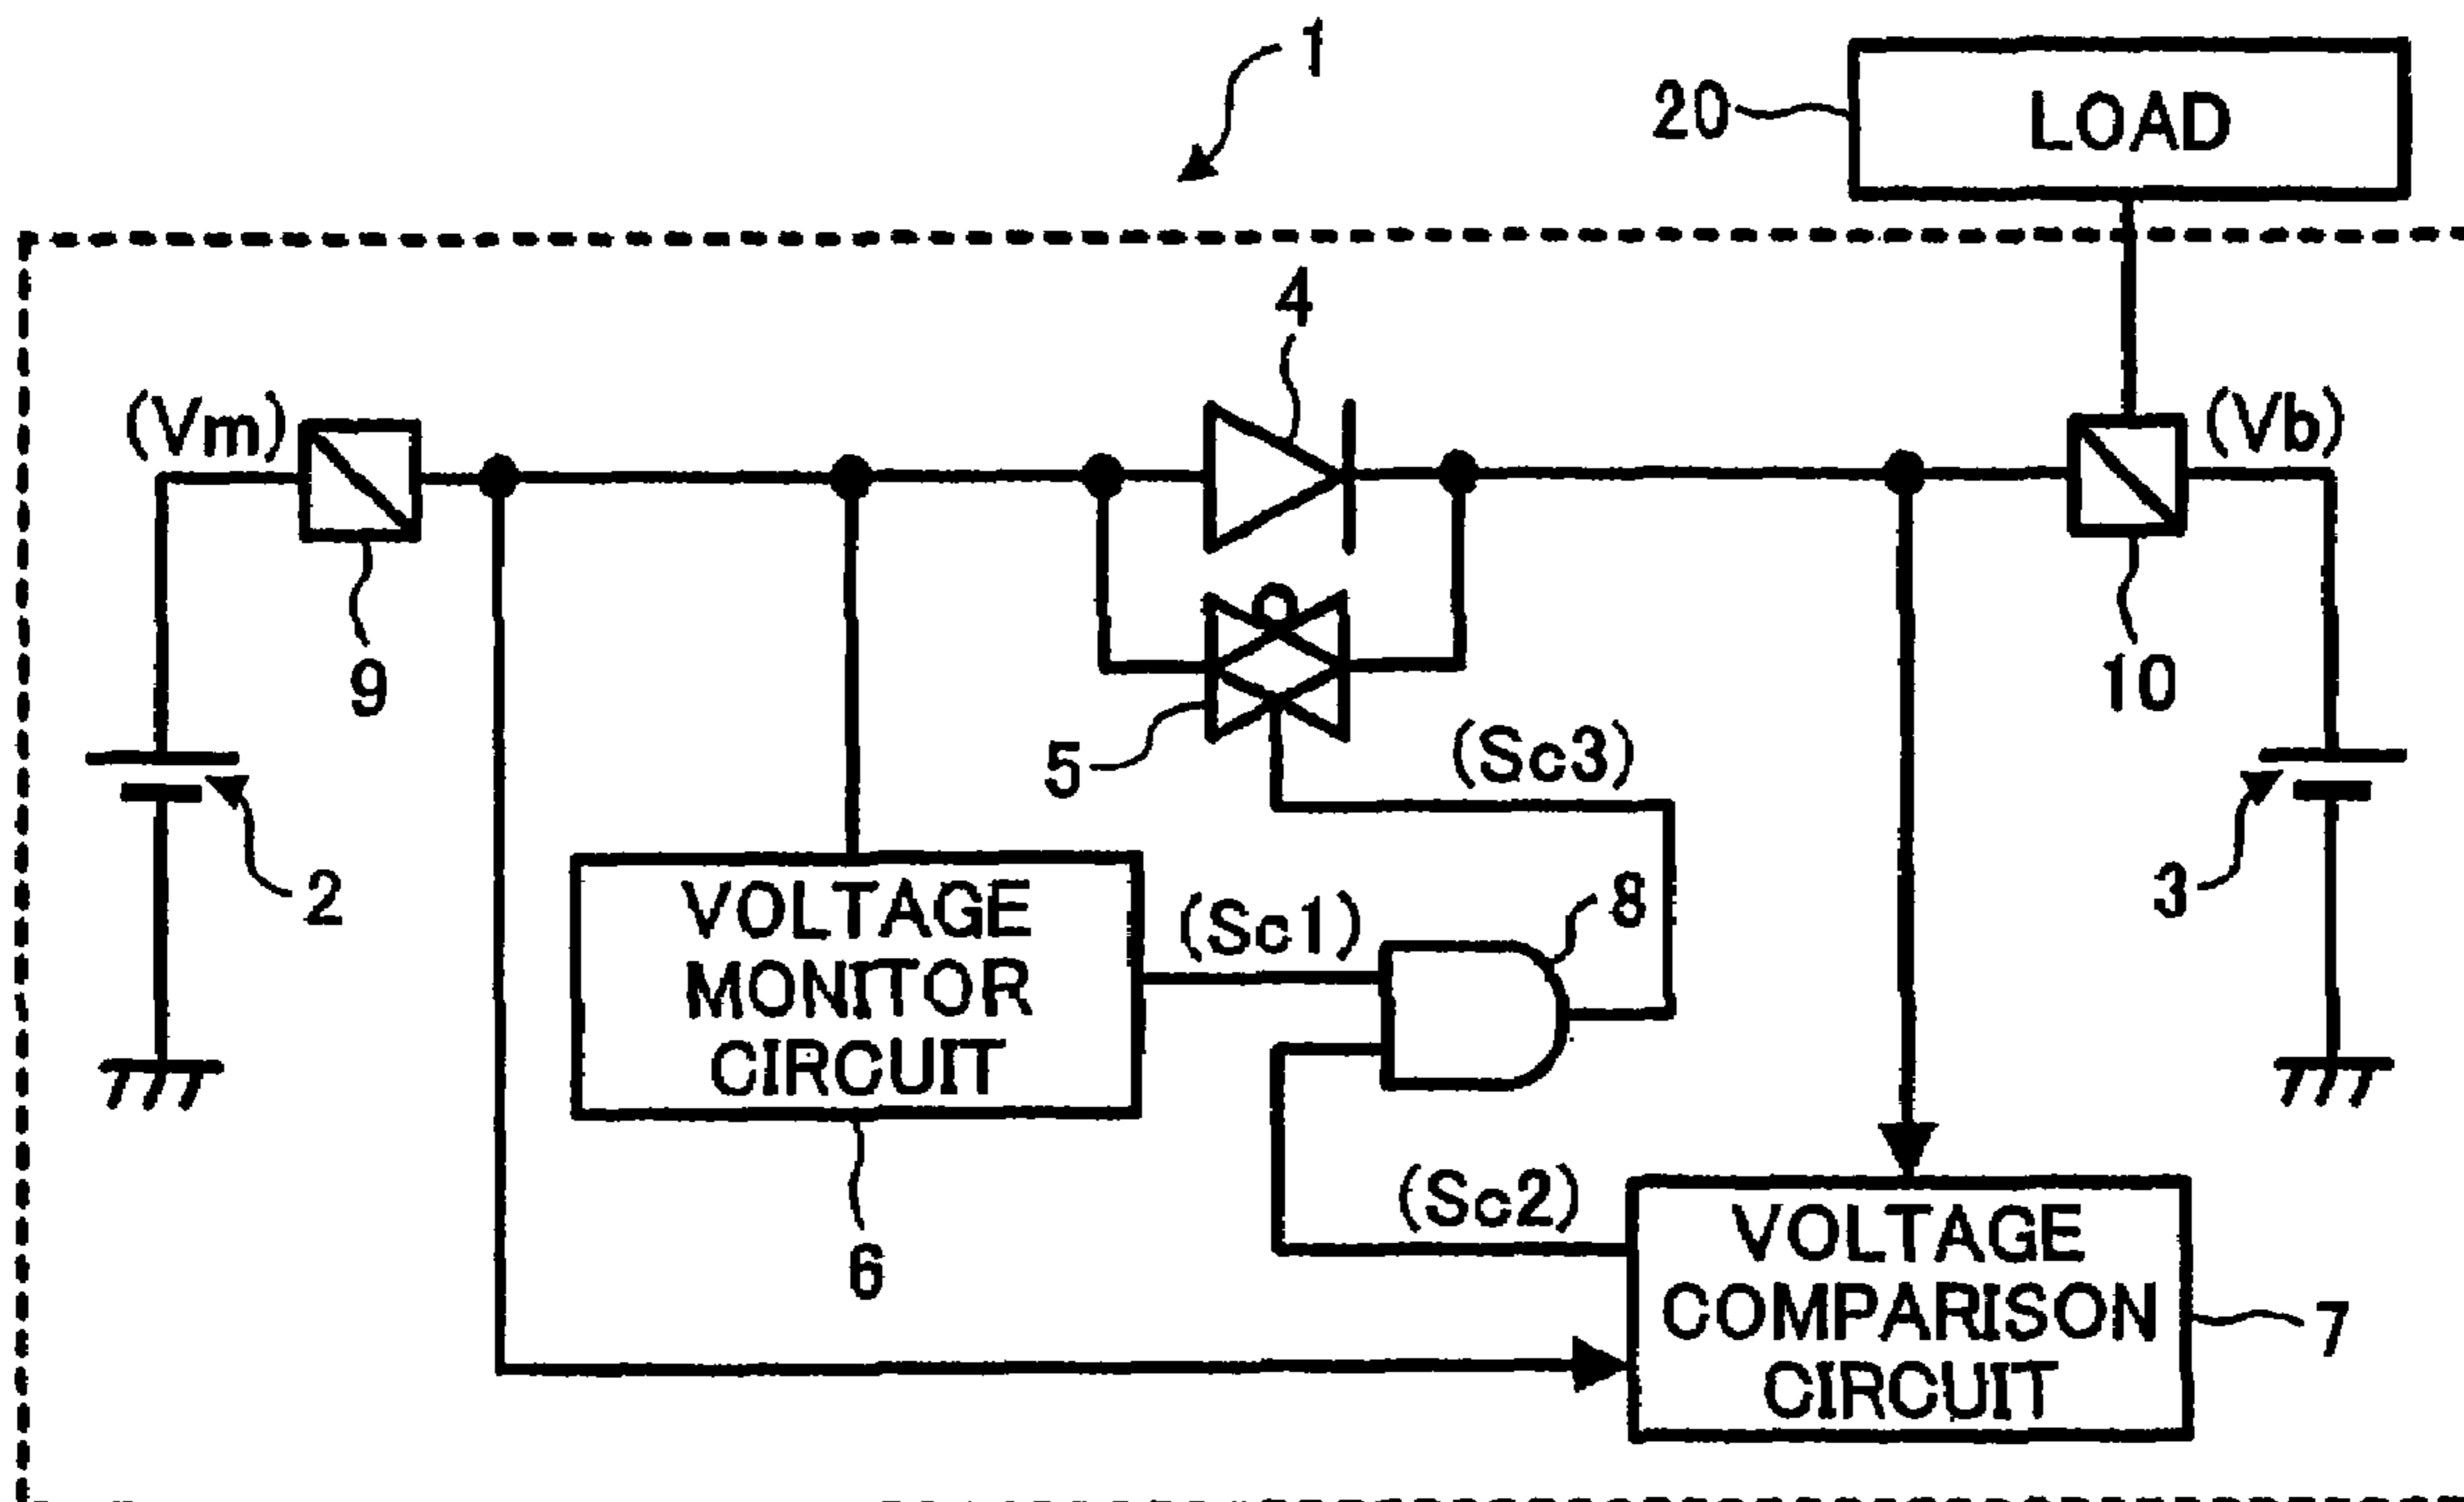 1
20
LOAD
4
(Vm)
(Vb)
9
10
5
(Sc3)
2
3
VOLTAGE
MONITOR
CIRCUIT
(Sc1)
8
6
(Sc2)
VOLTAGE
COMPARISON
CIRCUIT
7